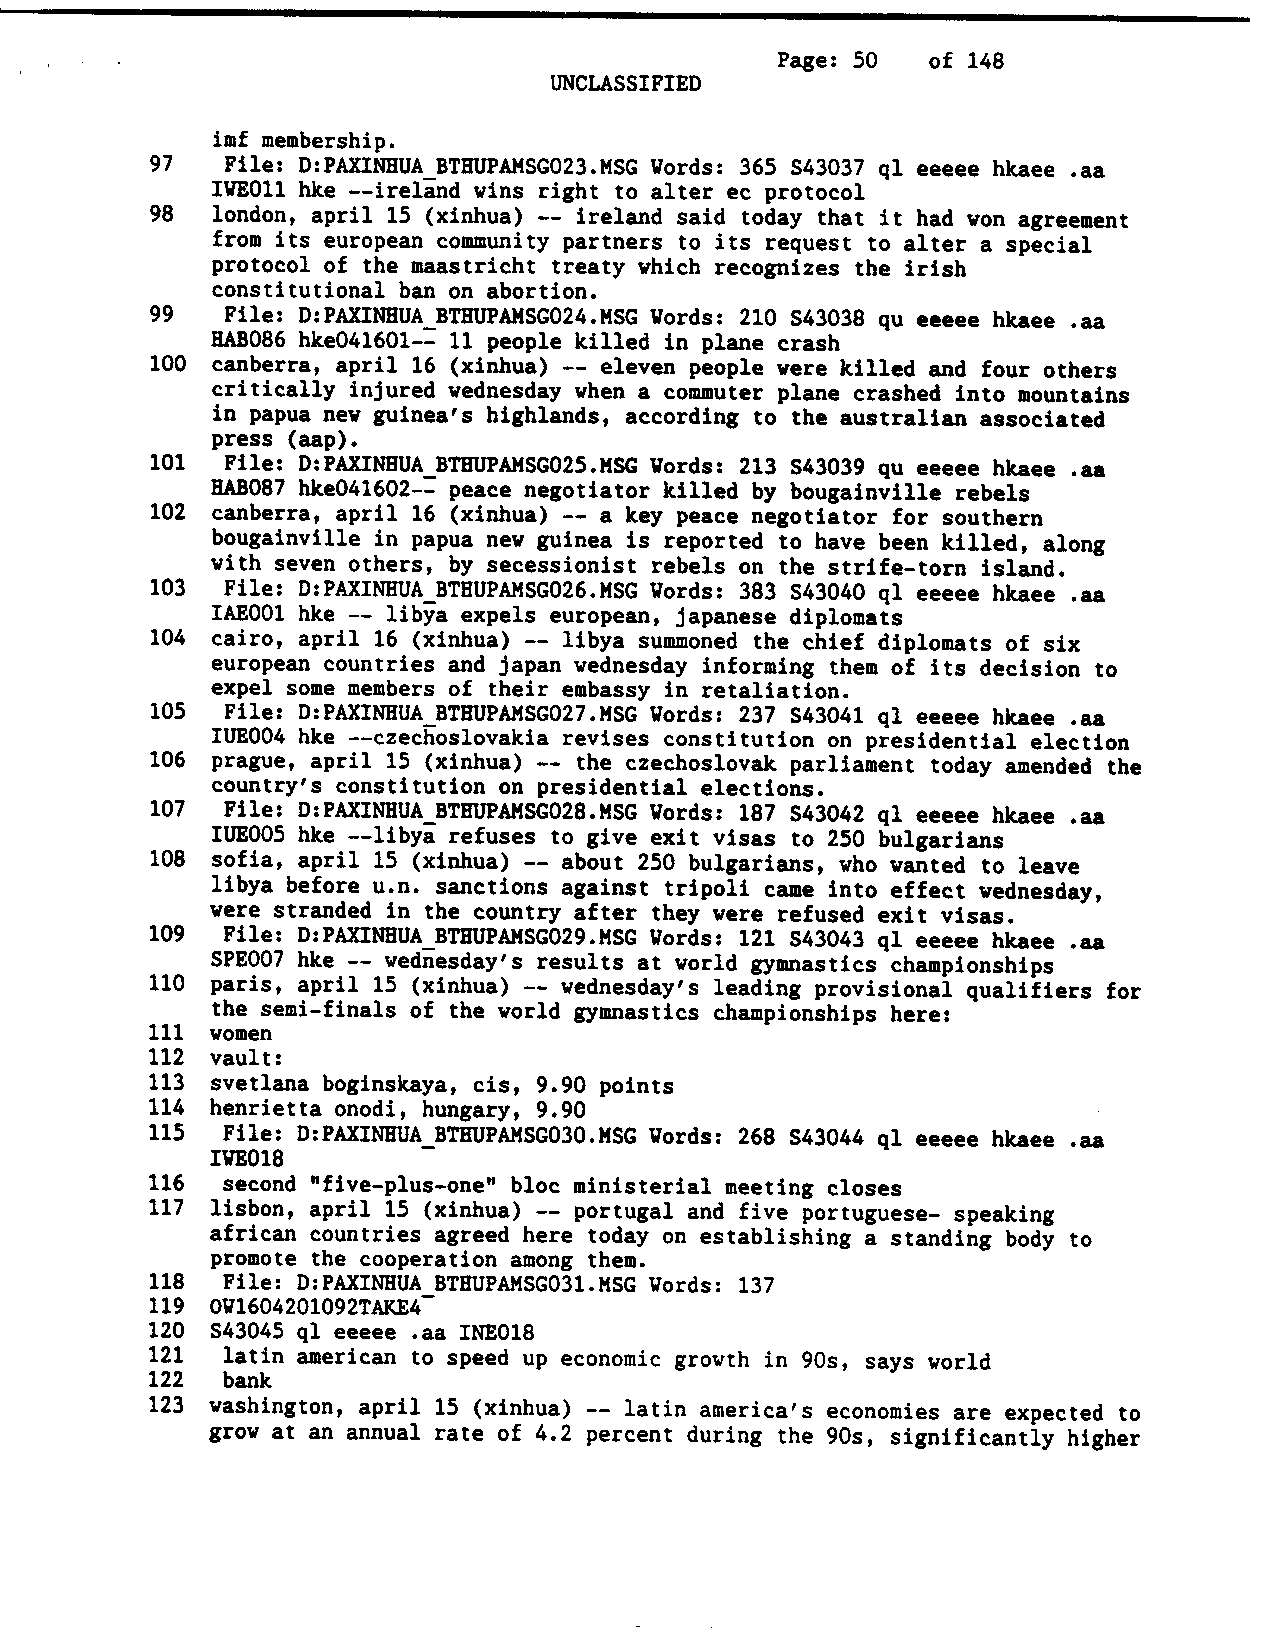 Page: 50 of 148
UNCLASSIFIED
imf membership.
97 File: D:PAXINHUA_BTHUPAMSG023.MSG Words: 365 S43037 ql eeeee hkaee .aa
IWE011 hke --ireland wins right to alter ec protocol
98 london, april 15 (xinhua) -- ireland said today that it had won agreement
from its european community partners to its request to alter a special
protocol of the maastricht treaty which recognizes the irish
constitutional ban on abortion.
99 File: D:PAXINHUA_BTHUPAMSG024.MSG Words: 210 S43038 qu eeeee hkaee .aa
HAB086 hke041601-- 11 people killed in plane crash
100 canberra, april 16 (xinhua) -- eleven people were killed and four others
critically injured wednesday when a commuter plane crashed into mountains
in papua new guinea's highlands, according to the australian associated
press (aap).
101 File: D:PAXINHUA_BTHUPAMSG025.MSG Words: 213 S43039 qu eeeee hkaee .aa
HAB087 hke041602-- peace negotiator killed by bougainville rebels
102 canberra, april 16 (xinhua) -- a key peace negotiator for southern
bougainville in papua new guinea is reported to have been killed, along
with seven others, by secessionist rebels on the strife-torn island.
103 File: D:PAXINHUA_BTHUPAMSG026.MSG Words: 383 S43040 ql eeeee hkaee .aa
IAE001 hke -- libya expels european, japanese diplomats
104 cairo, april 16 (xinhua) -- libya summoned the chief diplomats of six
european countries and japan wednesday informing them of its decision to
expel some members of their embassy in retaliation.
105 File: D:PAXINHUA_BTHUPAMSG027.MSG Words: 237 S43041 ql eeeee hkaee .aa
IUE004 hke --czechoslovakia revises constitution on presidential election
106 prague, april 15 (xinhua) -- the czechoslovak parliament today amended the
country's constitution on presidential elections.
107 File: D:PAXINHUA_BTHUPAMSG028.MSG Words: 187 S43042 ql eeeee hkaee .aa
IUE005 hke --libya refuses to give exit visas to 250 bulgarians
108 sofia, april 15 (xinhua) -- about 250 bulgarians, who wanted to leave
libya before u.n. sanctions against tripoli came into effect wednesday,
were stranded in the country after they were refused exit visas.
109 File: D:PAXINHUA_BTHUPAMSG029.MSG Words: 121 S43043 ql eeeee hkaee .aa
SPE007 hke -- wednesday's results at world gymnastics championships
110 paris, april 15 (xinhua) -- wednesday's leading provisional qualifiers for
the semi-finals of the world gymnastics championships here:
111 women
112 vault:
113 svetlana boginskaya, cis, 9.90 points
114 henrietta onodi, hungary, 9.90
115 File: D:PAXINHUA_BTHUPAMSG030.MSG Words: 268 S43044 ql eeeee hkaee .aa
IWE018
116 second "five-plus-one" bloc ministerial meeting closes
117 lisbon, april 15 (xinhua) -- portugal and five portuguese- speaking
african countries agreed here today on establishing a standing body to
promote the cooperation among them.
118 File: D:PAXINHUA_BTHUPAMSG031.MSG Words: 137
119 OW1604201092TAKE4
120 S43045 ql eeeee .aa INE018
121 latin american to speed up economic growth in 90s, says world
122 bank
123 washington, april 15 (xinhua) -- latin america's economies are expected to
grow at an annual rate of 4.2 percent during the 90s, significantly higher